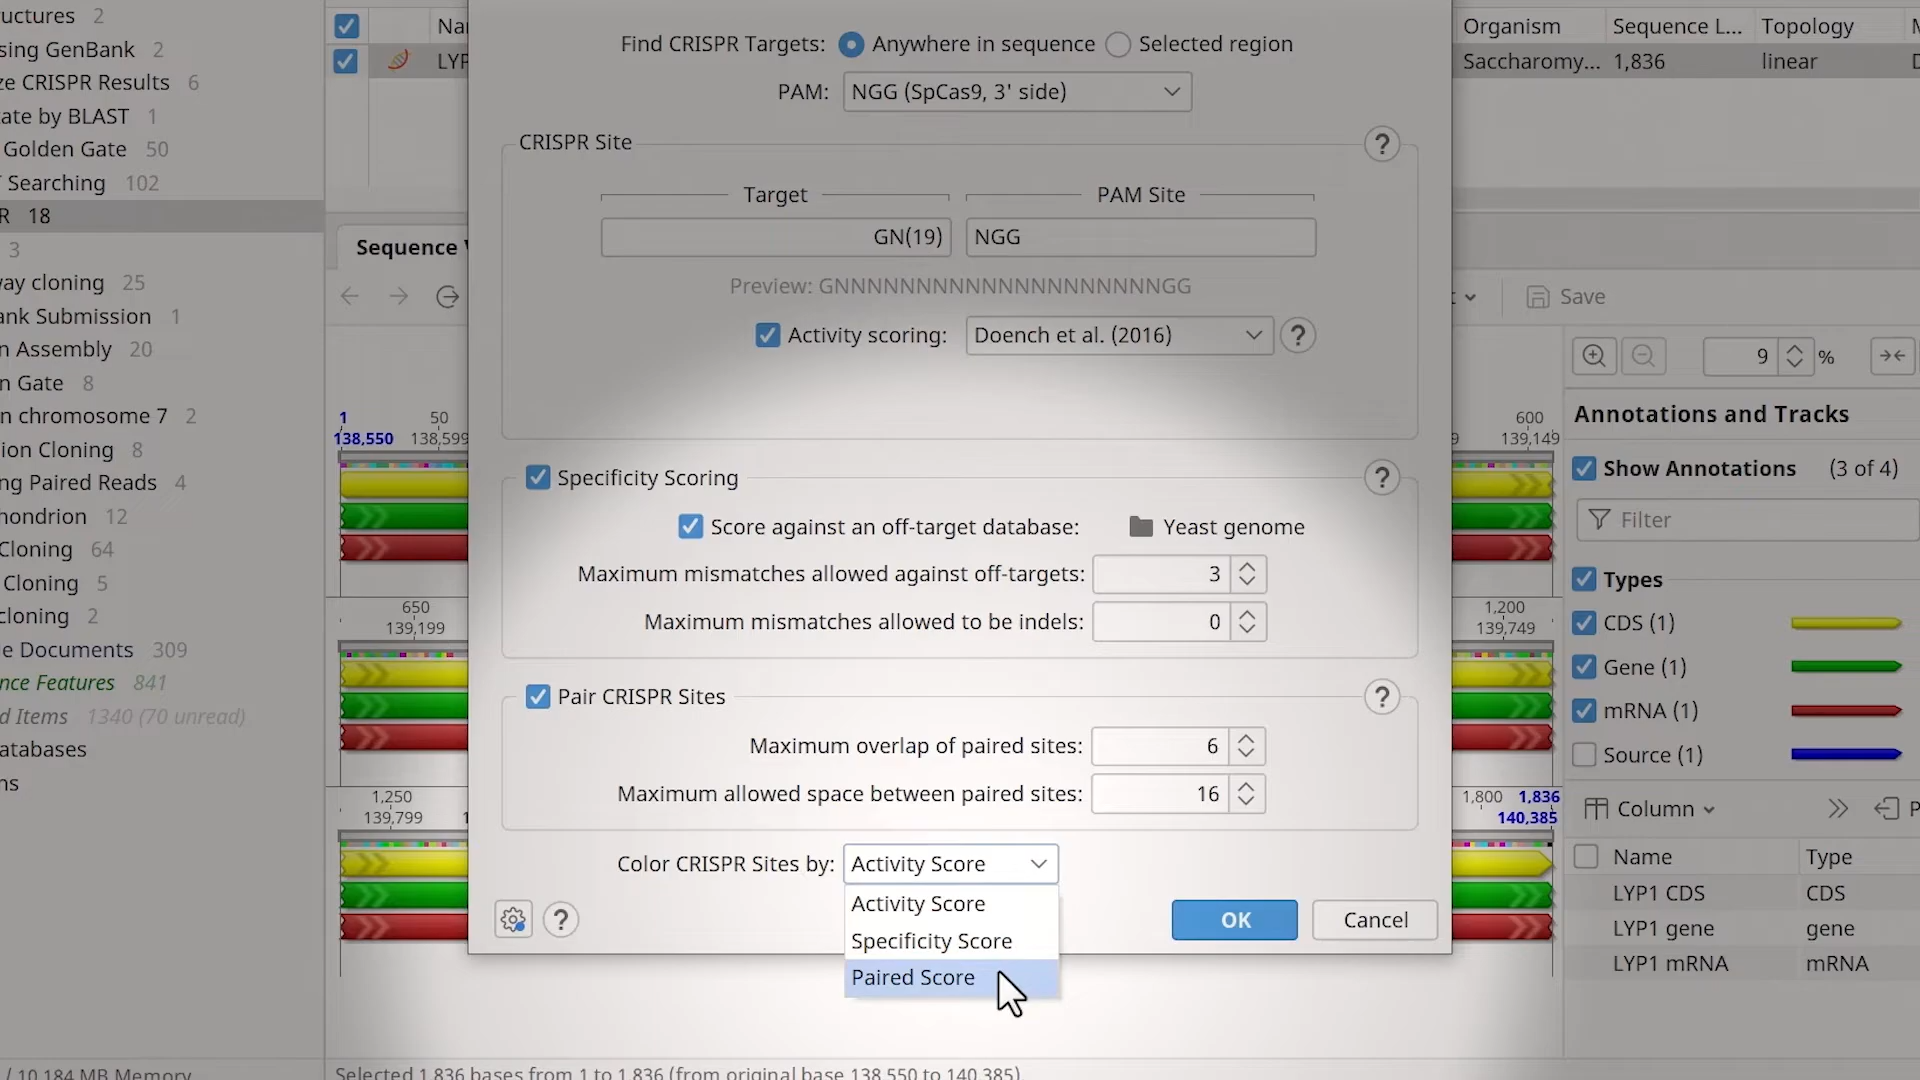 uctures 2
sing GenBank 2
ze CRISPR Results 6
ate by BLAST 1
Golden Gate 50
Searching 102
R 18
3
ay cloning 25
ank Submission 1
n Assembly 20
n Gate 8
n chromosome 7 2
ion Cloning 8
ng Paired Reads 4
hondrion 12
Cloning 64
Cloning 5
cloning 2
e Documents 309
nce Features 841
d Items 1340 (70 unread)
atabases
ns
/ 10,184 MB Memory
Nar
LYP
Organism Sequence L... Topology
Saccharomy... 1,836 linear
Sequence V
Find CRISPR Targets: Anywhere in sequence Selected region
PAM: NGG (SpCas9, 3' side)
CRISPR Site ?
Target PAM Site
GN(19) NGG
Preview: GNNNNNNNNNNNNNNNNNNNNGG
Activity scoring: Doench et al. (2016) ?
Specificity Scoring ?
Score against an off-target database: Yeast genome
Maximum mismatches allowed against off-targets: 3
Maximum mismatches allowed to be indels: 0
Pair CRISPR Sites ?
Maximum overlap of paired sites: 6
Maximum allowed space between paired sites: 16
Color CRISPR Sites by: Activity Score
Activity Score
Specificity Score
Paired Score
? OK Cancel
1 50
138,550 138,599
650
139,199
1,250
139,799
600
139,149
1,200
139,749
1,800 1,836
140,385
Save
9 %
Annotations and Tracks
Show Annotations (3 of 4)
Filter
Types
CDS (1)
Gene (1)
mRNA (1)
Source (1)
Column
Name Type
LYP1 CDS CDS
LYP1 gene gene
LYP1 mRNA mRNA
Selected 1,836 bases from 1 to 1,836 (from original base 138,550 to 140,385).